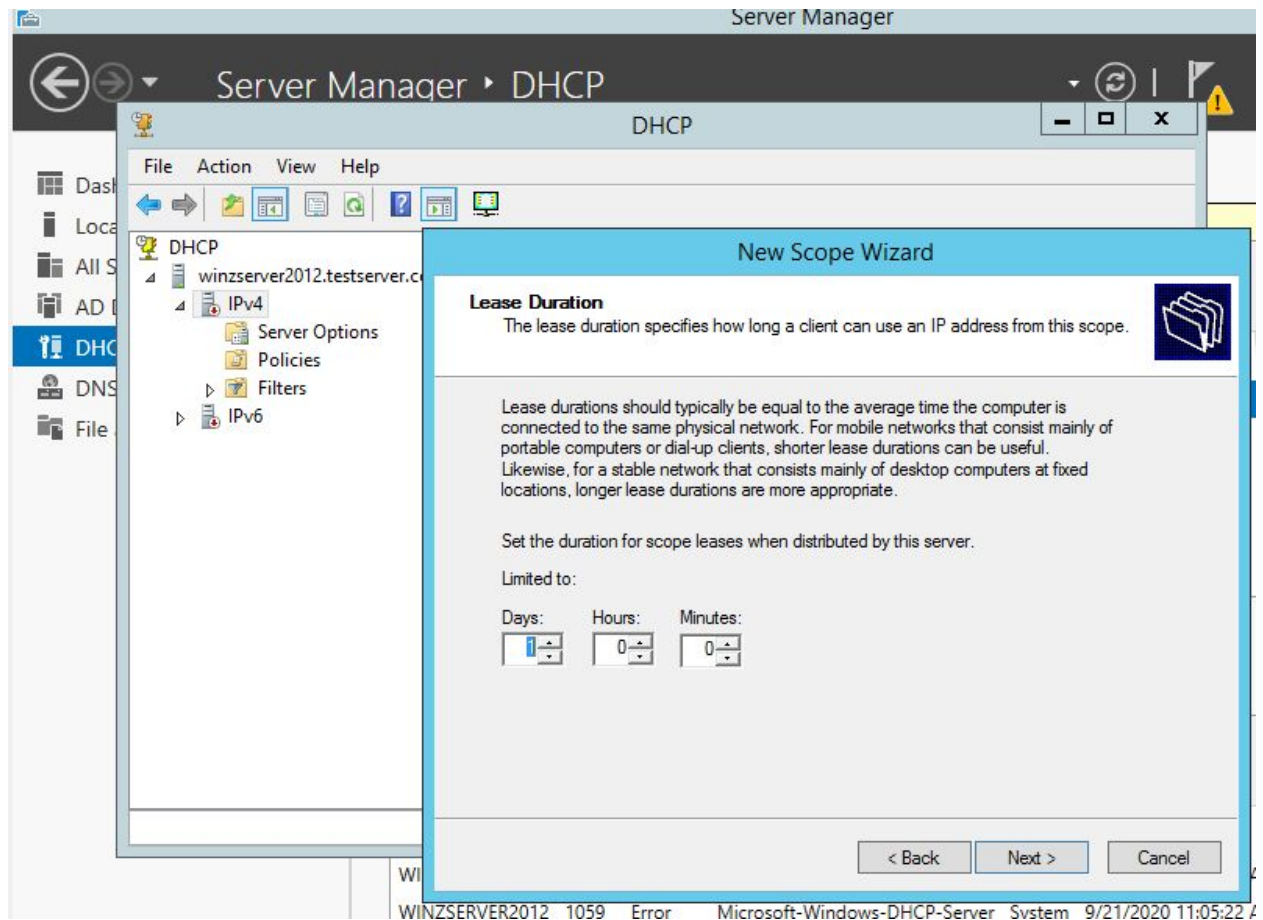 Server Manager
Server Manager ‣ DHCP
DHCP
File Action View Help
DHCP
winzserver2012.testserver.c
IPv4
Server Options
Policies
Filters
IPv6
Dash
Loca
All S
AD D
DHC
DNS
File
New Scope Wizard
Lease Duration
The lease duration specifies how long a client can use an IP address from this scope.
Lease durations should typically be equal to the average time the computer is
connected to the same physical network. For mobile networks that consist mainly of
portable computers or dial-up clients, shorter lease durations can be useful.
Likewise, for a stable network that consists mainly of desktop computers at fixed
locations, longer lease durations are more appropriate.
Set the duration for scope leases when distributed by this server.
Limited to:
Days: Hours: Minutes:
1 0 0
< Back Next > Cancel
WI
WINZSERVER2012 1059 Error Microsoft-Windows-DHCP-Server System 9/21/2020 11:05:22 A